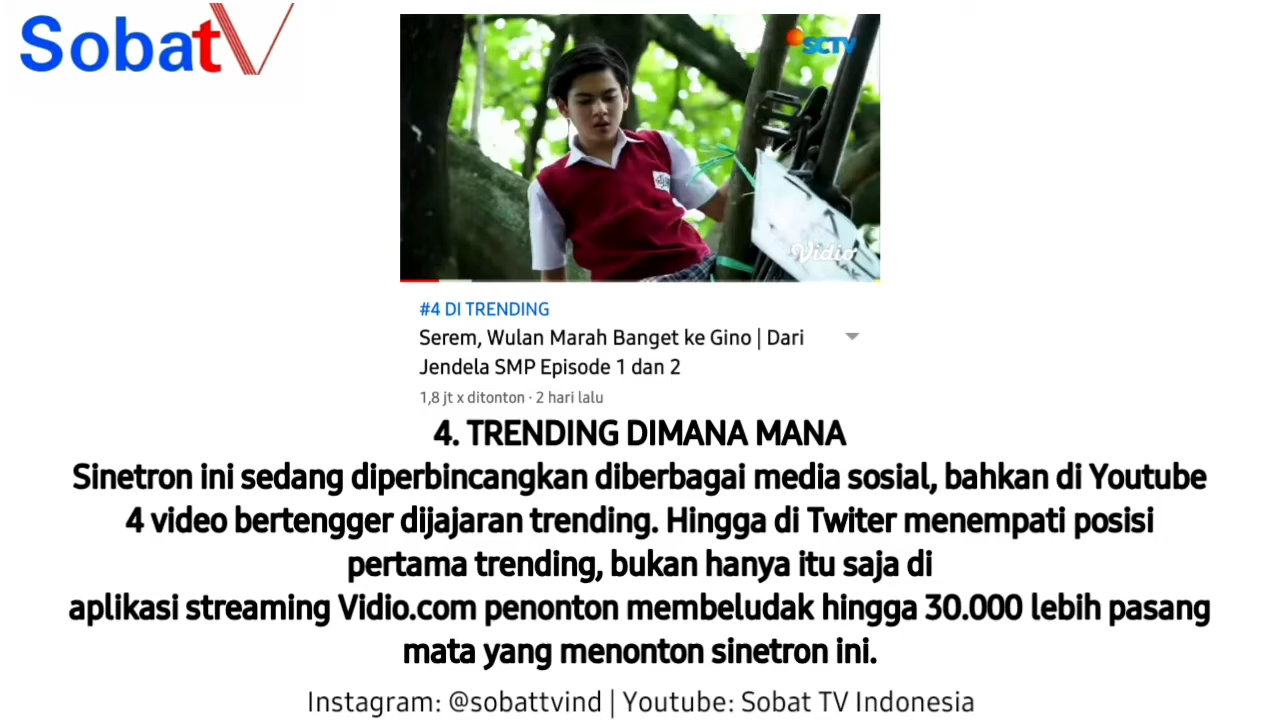 SobatV
SCTV
Vidio
#4 DI TRENDING
Serem, Wulan Marah Banget ke Gino | Dari
Jendela SMP Episode 1 dan 2
1,8 jt x ditonton · 2 hari lalu
4. TRENDING DIMANA MANA
Sinetron ini sedang diperbincangkan diberbagai media sosial, bahkan di Youtube
4 video bertengger dijajaran trending. Hingga di Twiter menempati posisi
pertama trending, bukan hanya itu saja di
aplikasi streaming Vidio.com penonton membeludak hingga 30.000 lebih pasang
mata yang menonton sinetron ini.
Instagram: @sobattvind | Youtube: Sobat TV Indonesia